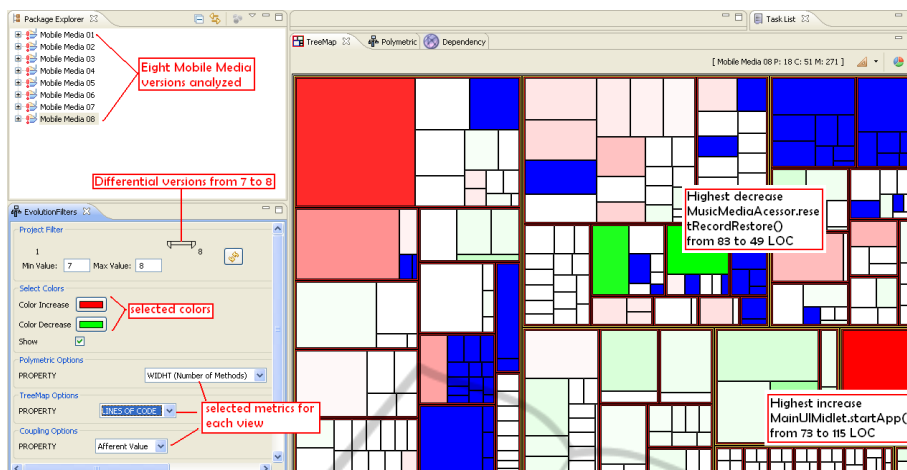 Package Explorer
Mobile Media 01
Mobile Media 02
Mobile Media 03
Mobile Media 04
Mobile Media 05
Mobile Media 06
Mobile Media 07
Mobile Media 08
Eight Mobile Media
versions analyzed
Differential versions from 7 to 8
EvolutionFilters
Project Filter
1
8
Min Value: 7 Max Value: 8
Select Colors
Color Increase
Color Decrease
Show
selected colors
Polymetric Options
PROPERTY WIDHT (Number of Methods)
TreeMap Options
PROPERTY LINES OF CODE
selected metrics for
each view
Coupling Options
PROPERTY Afferent Value
Task List
TreeMap Polymetric Dependency
[ Mobile Media 08 P: 18 C: 51 M: 271 ]
Highest decrease
MusicMediaAcessor.rese
tRecordRestore()
from 83 to 49 LOC
Highest increase
MainUIMidlet.startApp()
from 73 to 115 LOC